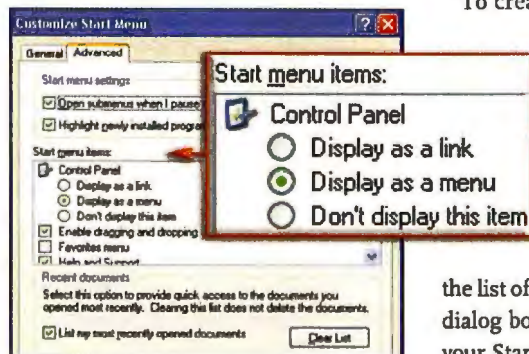 Customize Start Menu
General Advanced
Start menu settings
Open submenus when I pause
Highlight newly installed progra
Start menu items:
Control Panel
Display as a link
Display as a menu
Don't display this item
Enable dragging and dropping
Favorites menu
Help and Support
Recent documents
Select this option to provide quick access to the documents you
opened most recently. Clearing this list does not delete the documents.
List my most recently opened documents
Clear List
Start menu items:
Control Panel
Display as a link
Display as a menu
Don't display this item
To crea
the list of
dialog bo
your Star